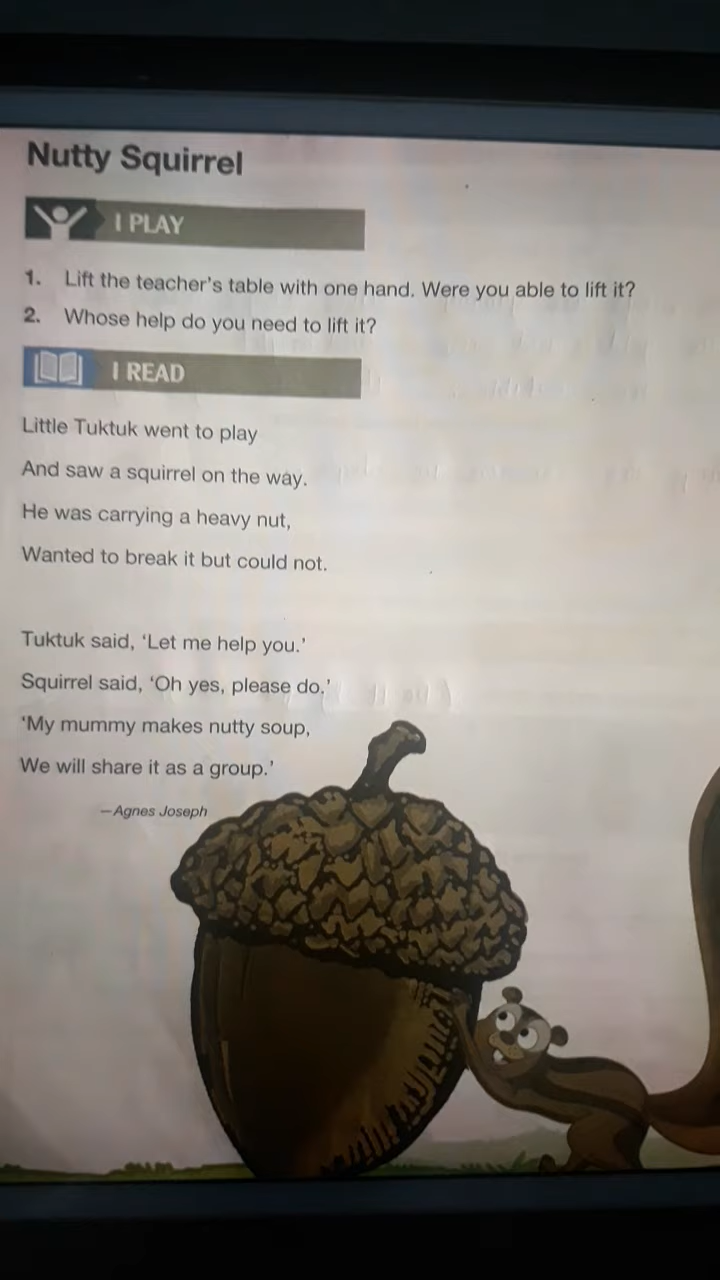 Nutty Squirrel
I PLAY
1. Lift the teacher's table with one hand. Were you able to lift it?
2. Whose help do you need to lift it?
I READ
Little Tuktuk went to play
And saw a squirrel on the way.
He was carrying a heavy nut,
Wanted to break it but could not.
Tuktuk said, ‘Let me help you.’
Squirrel said, ‘Oh yes, please do.’
‘My mummy makes nutty soup,
We will share it as a group.’
—Agnes Joseph